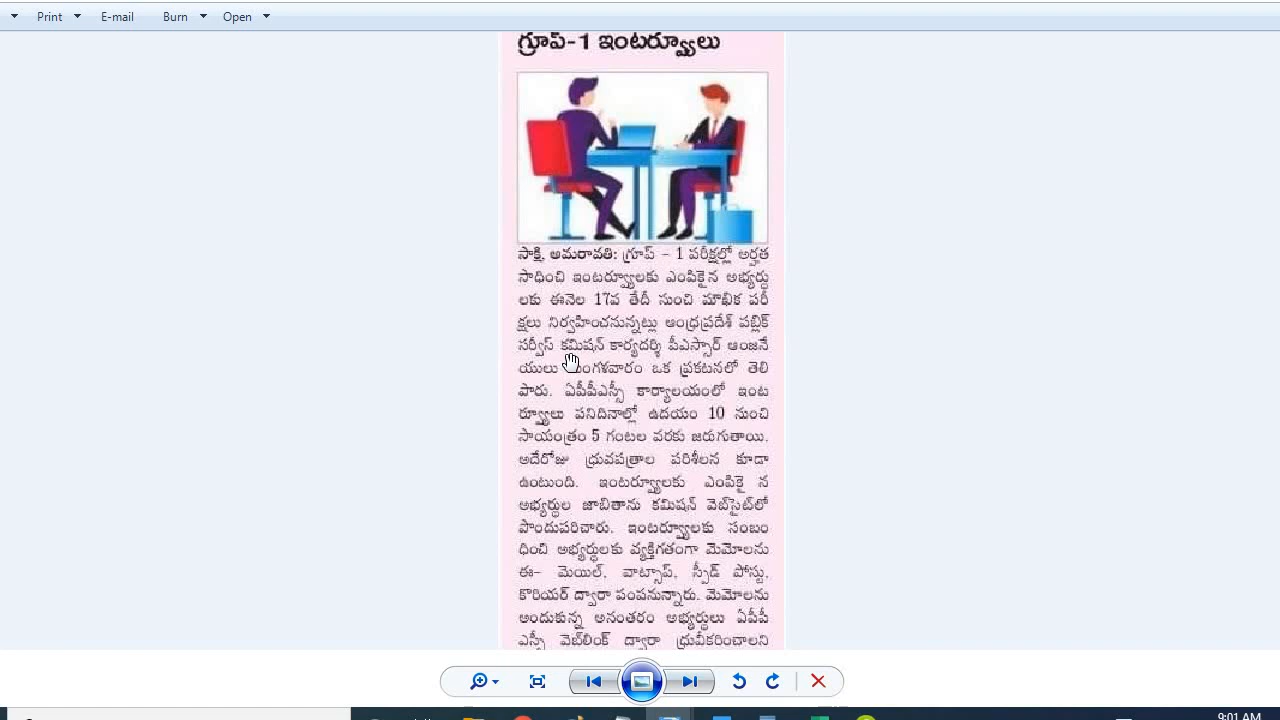 Print E-mail Burn Open
గ్రూప్-1 ఇంటర్వ్యూలు
సాక్షి, అమరావతి: గ్రూప్ – 1 పరీక్షల్లో అర్హత
సాధించి ఇంటర్వ్యూలకు ఎంపికైన అభ్యర్థు
లకు ఈనెల 17వ తేదీ నుంచి మౌఖిక పరీ
క్షలు నిర్వహించనున్నట్లు ఆంధ్రప్రదేశ్ పబ్లిక్
సర్వీస్ కమిషన్ కార్యదర్శి పీఎస్సార్ ఆంజనే
యులు మంగళవారం ఒక ప్రకటనలో తెలి
పారు. ఏపీపీఎస్సీ కార్యాలయంలో ఇంట
ర్వ్యూలు పనిదినాల్లో ఉదయం 10 నుంచి
సాయంత్రం 5 గంటల వరకు జరుగుతాయి.
అదేరోజు ధ్రువపత్రాల పరిశీలన కూడా
ఉంటుంది. ఇంటర్వ్యూలకు ఎంపికై న
అభ్యర్థుల జాబితాను కమిషన్ వెబ్‌సైట్‌లో
పొందుపరిచారు. ఇంటర్వ్యూలకు సంబం
ధించి అభ్యర్థులకు వ్యక్తిగతంగా మెమోలను
ఈ– మెయిల్, వాట్సాప్, స్పీడ్ పోస్టు,
కొరియర్ ద్వారా పంపనున్నారు. మెమోలను
అందుకున్న అనంతరం అభ్యర్థులు ఏపీపీ
ఎస్సీ వెబ్‌లింక్ ద్వారా ధ్రువీకరించాలని
9:01 AM